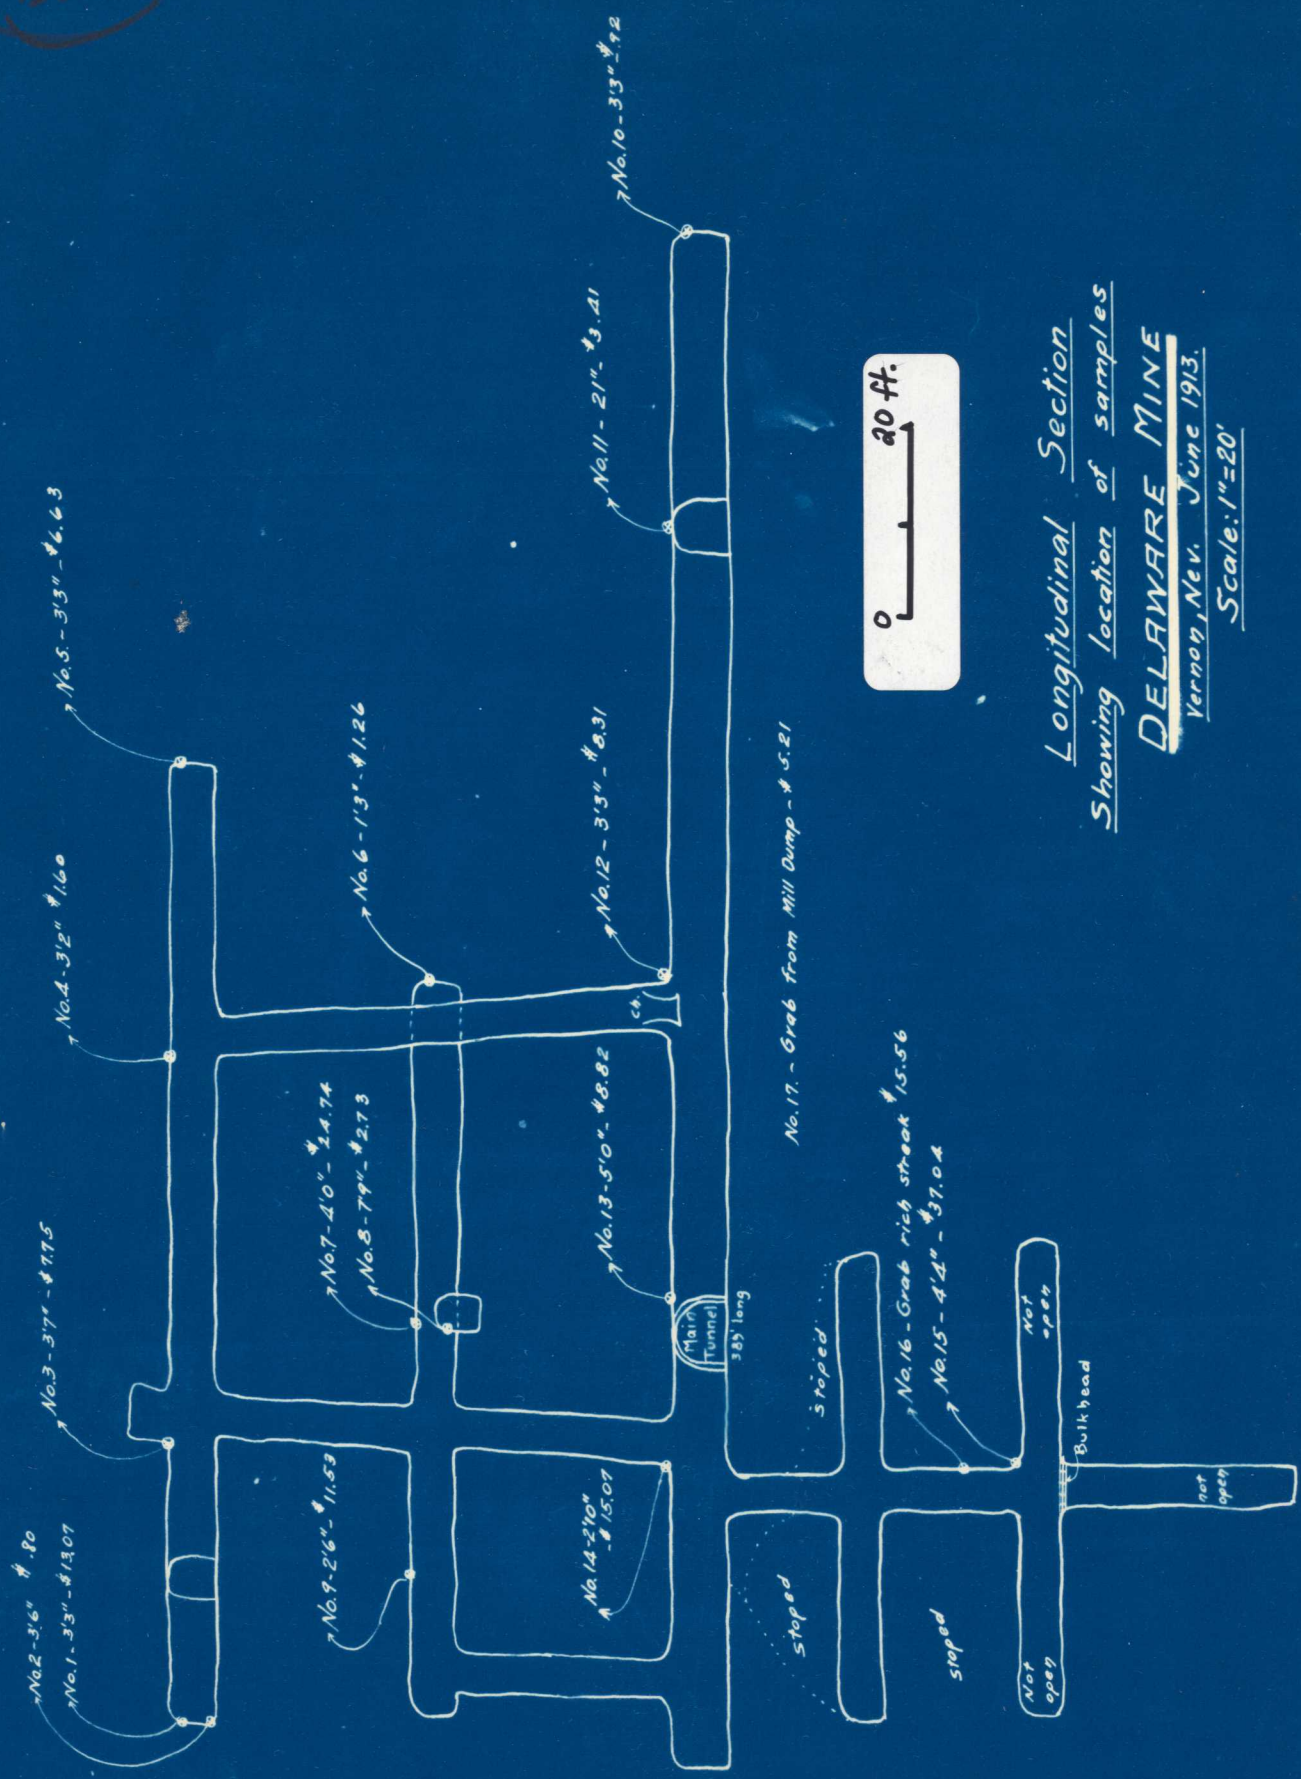 No.2-3'6" $.80
No.1-3'3"-$13.07
No.3-3'7"-$7.75
No.4-3'2" $1.60
No.5.-3'3"-$6.63
No.9-2'6"-$11.53
No.7-4'0"-$24.74
No.8-7'9"-$2.73
No.6-1'3"-$1.26
No.14-2'10"
-$15.07
No.13-5'0"-$8.82
No.12-3'3"-$8.31
No.11-21"-$3.41
No.10-3'3"-$.92
ch.
Main
Tunnel
389' long
No.17.-Grab from Mill Dump-$5.21
stoped
stoped
stoped
No.16-Grab rich streak $15.56
No.15-4'4"-$37.04
Not
open
Not
open
Bulkhead
not
open
0 20 ft.
Longitudinal Section
Showing location of samples
DELAWARE MINE
Vernon, Nev. June 1913.
Scale: 1"=20'